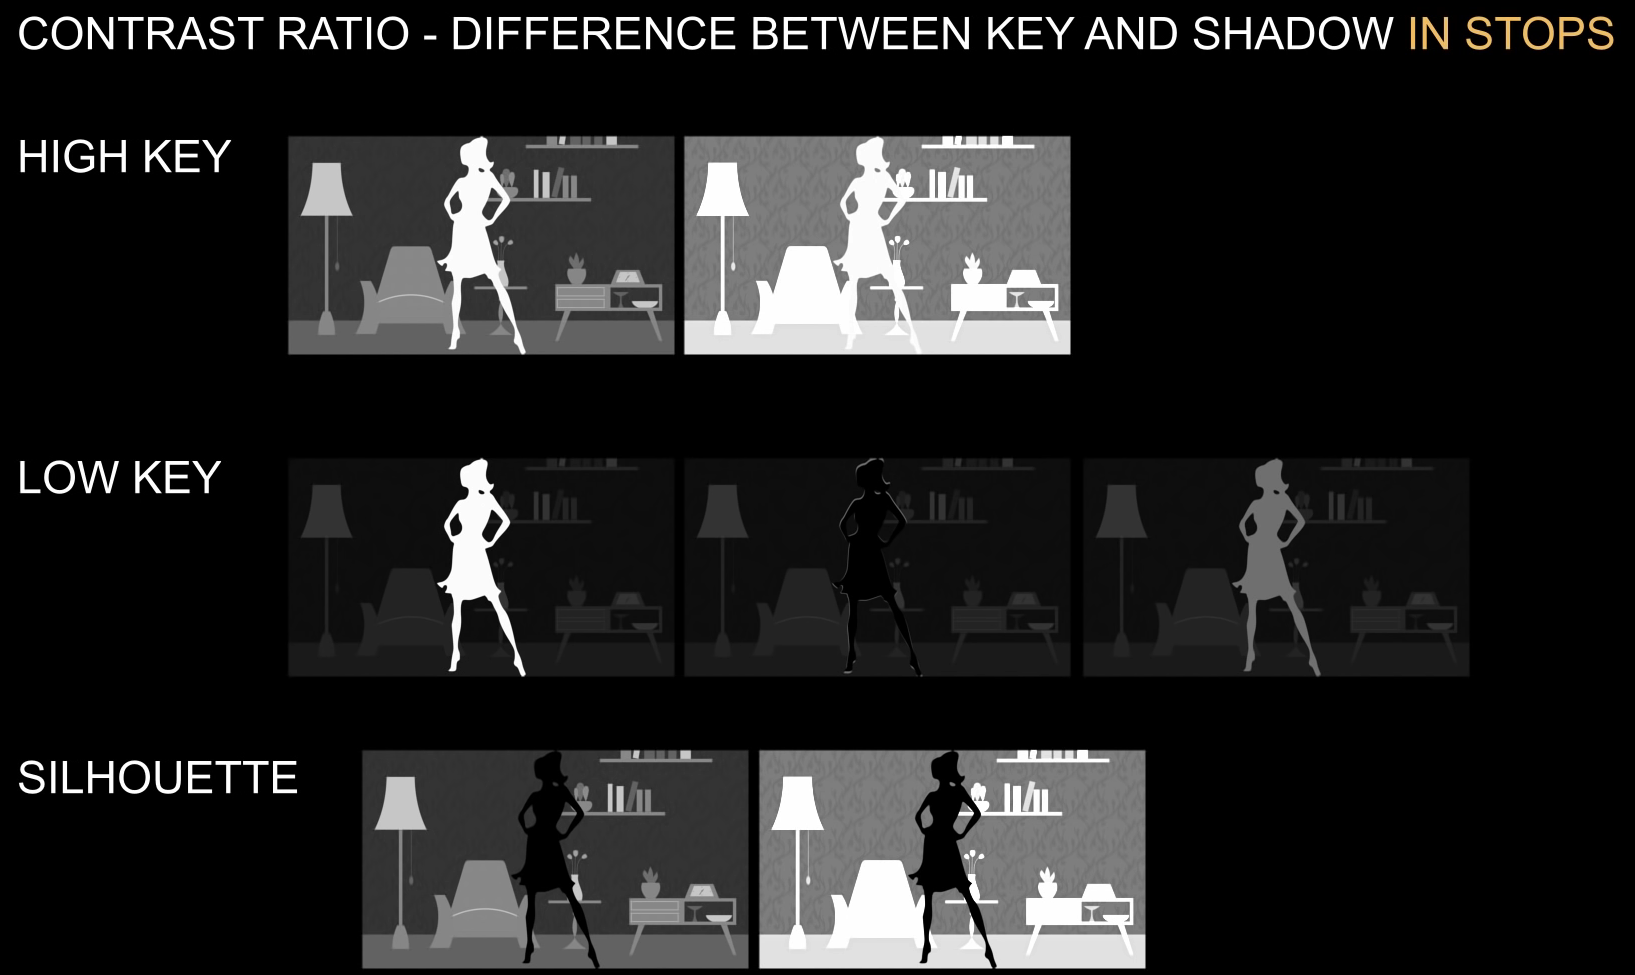 CONTRAST RATIO - DIFFERENCE BETWEEN KEY AND SHADOW IN STOPS
HIGH KEY
LOW KEY
SILHOUETTE